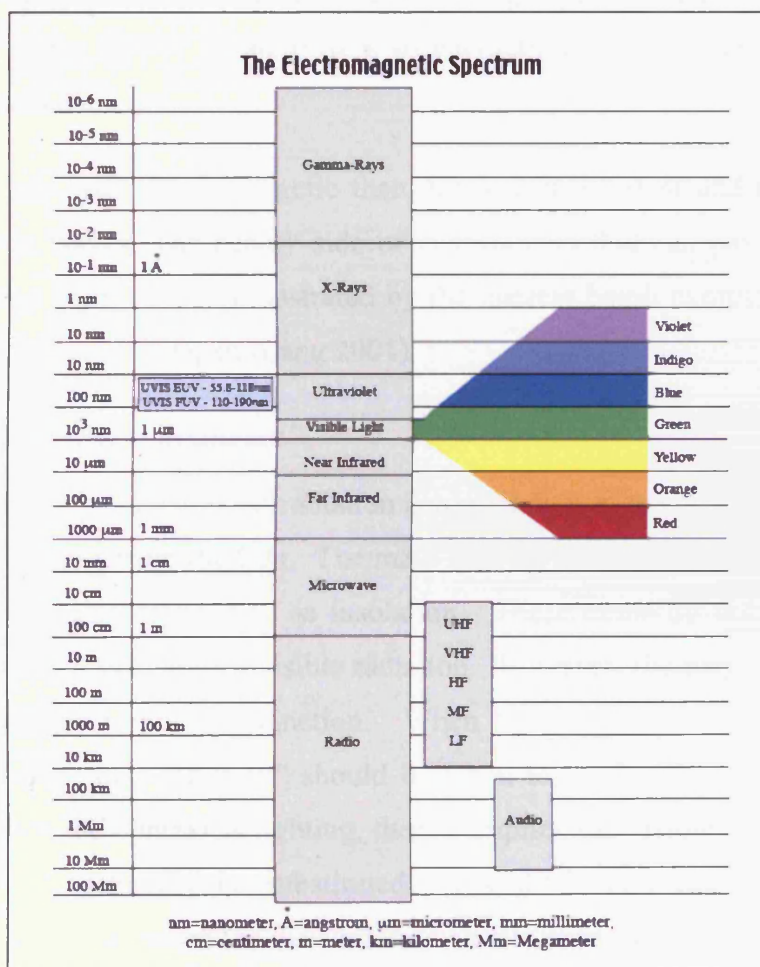 The Electromagnetic Spectrum
10-6 nm
10-5 nm
10-4 nm
Gamma-Rays
10-3 nm
10-2 nm
10-1 nm
1 Å
1 nm
X-Rays
10 nm
Violet
10 nm
Indigo
100 nm
UVIS EUV - 55.8-118nm
UVIS FUV - 110-190nm
Ultraviolet
Blue
10³ nm
1 μm
Visible Light
Green
10 μm
Near Infrared
Yellow
100 μm
Far Infrared
Orange
1000 μm
1 mm
Red
10 mm
1 cm
Microwave
10 cm
100 cm
1 m
UHF
10 m
VHF
100 m
HF
1000 m
100 km
MF
10 km
Radio
LF
100 km
1 Mm
Audio
10 Mm
100 Mm
nm=nanometer, Å=angstrom, μm=micrometer, mm=millimeter,
cm=centimeter, m=meter, km=kilometer, Mm=Megameter